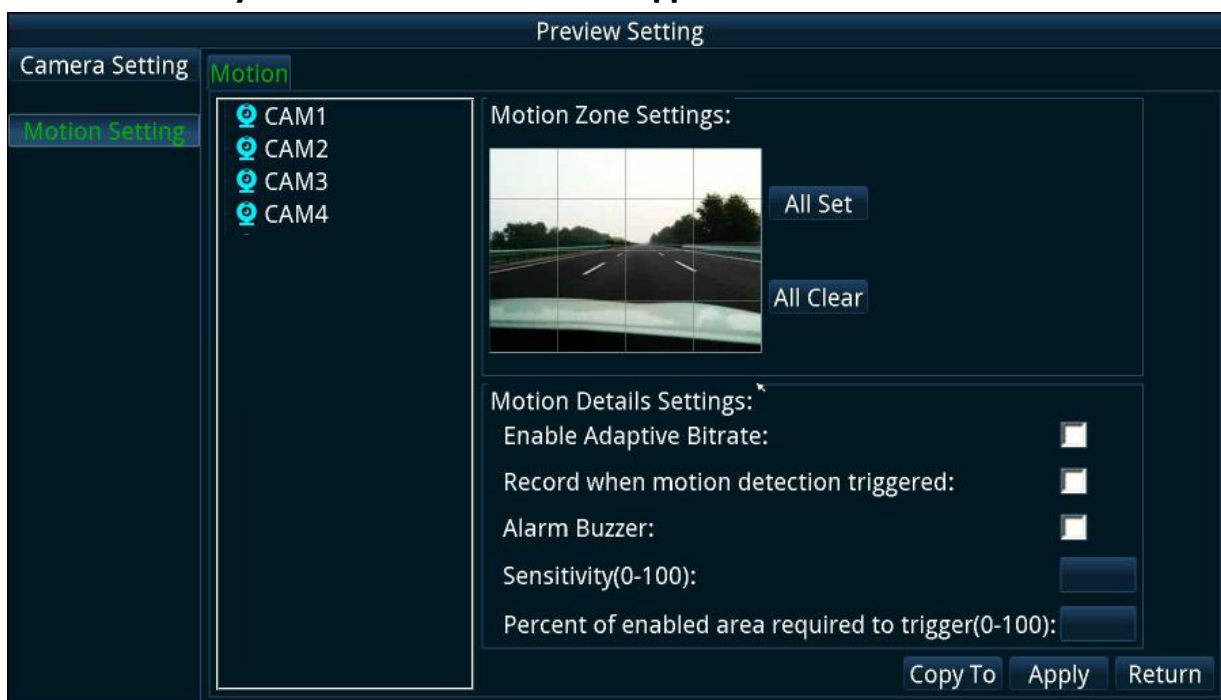 Preview Setting
Camera Setting
Motion Setting
Motion
CAM1
CAM2
CAM3
CAM4
Motion Zone Settings:
All Set
All Clear
Motion Details Settings:
Enable Adaptive Bitrate:
Record when motion detection triggered:
Alarm Buzzer:
Sensitivity(0-100):
Percent of enabled area required to trigger(0-100):
Copy To Apply Return